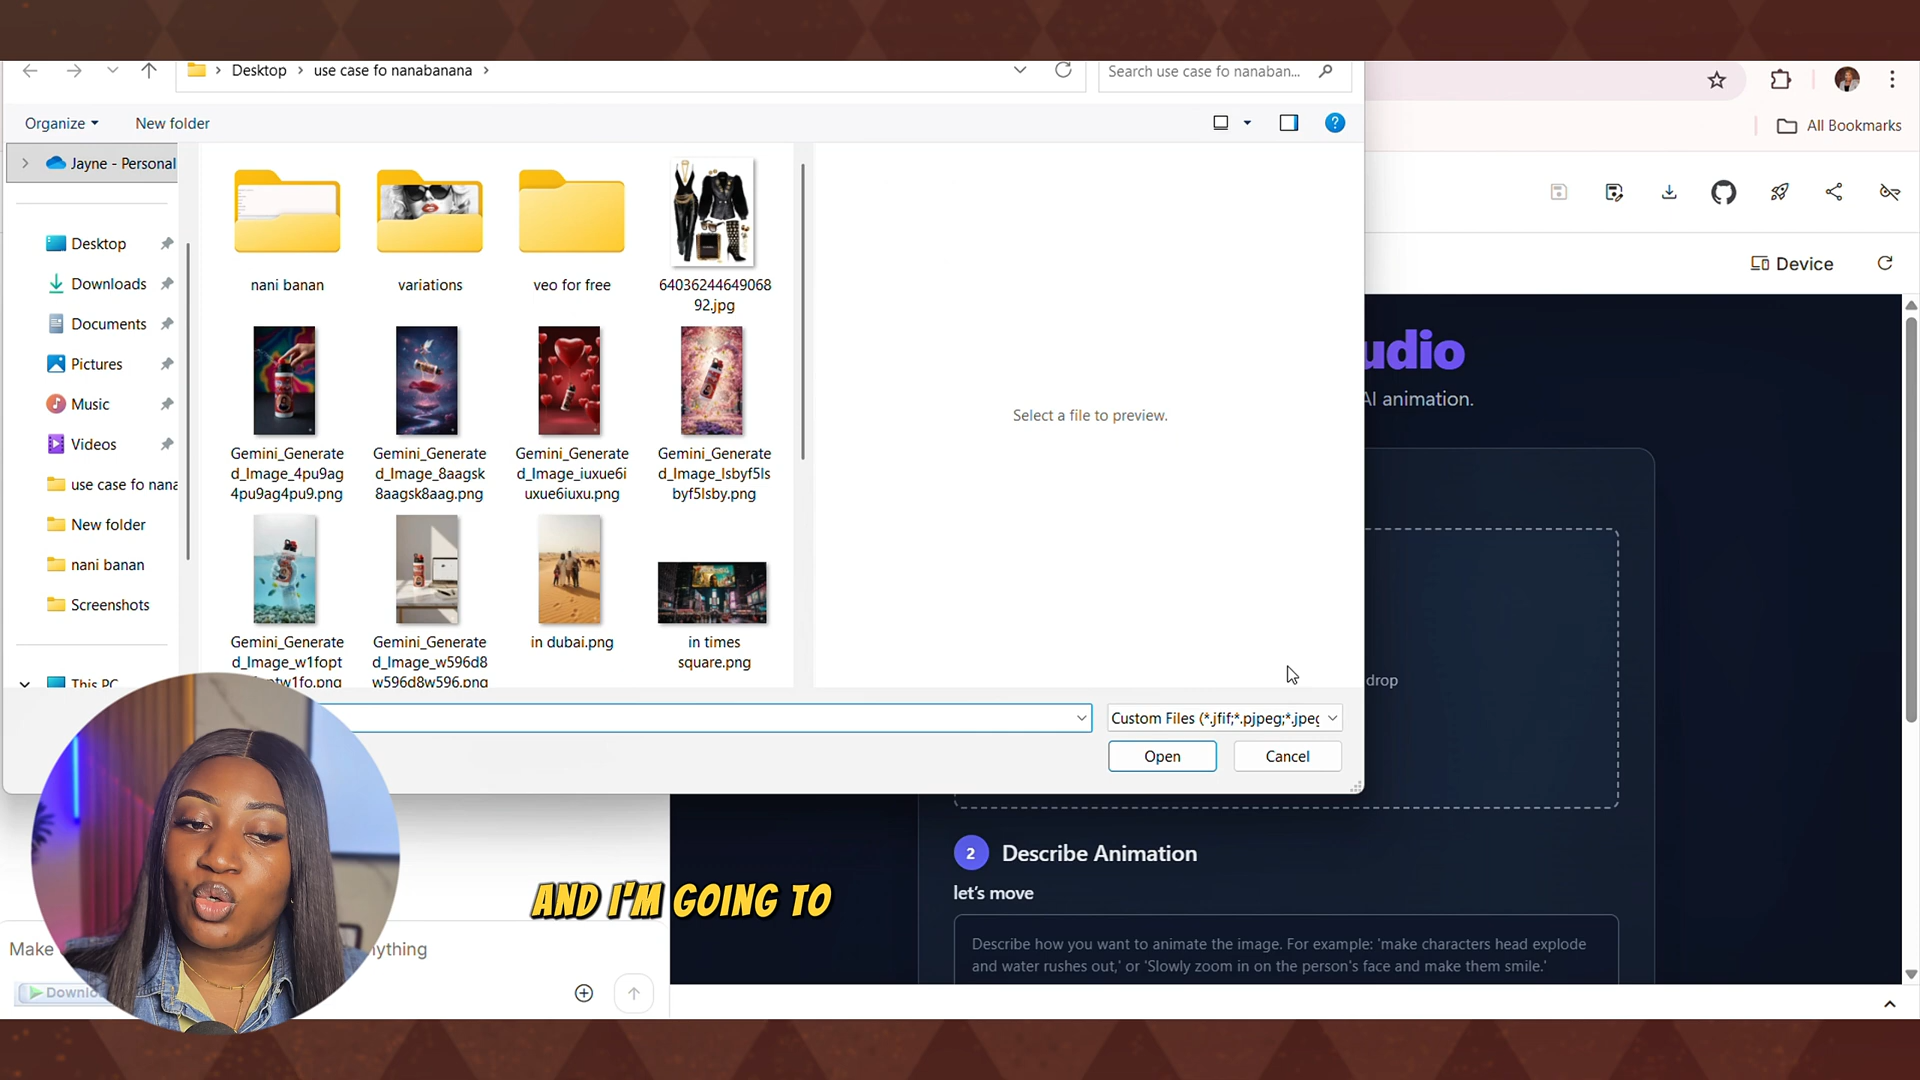 Desktop
use case fo nanabanana
Search use case fo nanaban...
All Bookmarks
Organize
New folder
Jayne - Personal
Desktop
Downloads
Documents
Pictures
Music
Videos
use case fo nana
New folder
nani banan
Screenshots
This PC
nani banan
variations
veo for free
64036244649068
92.jpg
Gemini_Generate
d_Image_4pu9ag
4pu9ag4pu9.png
Gemini_Generate
d_Image_8aagsk
8aagsk8aag.png
Gemini_Generate
d_Image_iuxue6i
uxue6iuxu.png
Gemini_Generate
d_Image_lsbyf5ls
byf5lsby.png
Gemini_Generate
d_Image_w1fopt
Gemini_Generate
d_Image_w596d8
w596d8w596.png
in dubai.png
in times
square.png
Select a file to preview.
Custom Files (*.jfif;*.pjpeg;*.jpeg
Open
Cancel
Device
udio
AI animation.
drop
2
Describe Animation
let's move
Describe how you want to animate the image. For example: 'make characters head explode
and water rushes out,' or 'Slowly zoom in on the person's face and make them smile.'
AND I'M GOING TO
Make
ything
Downlo